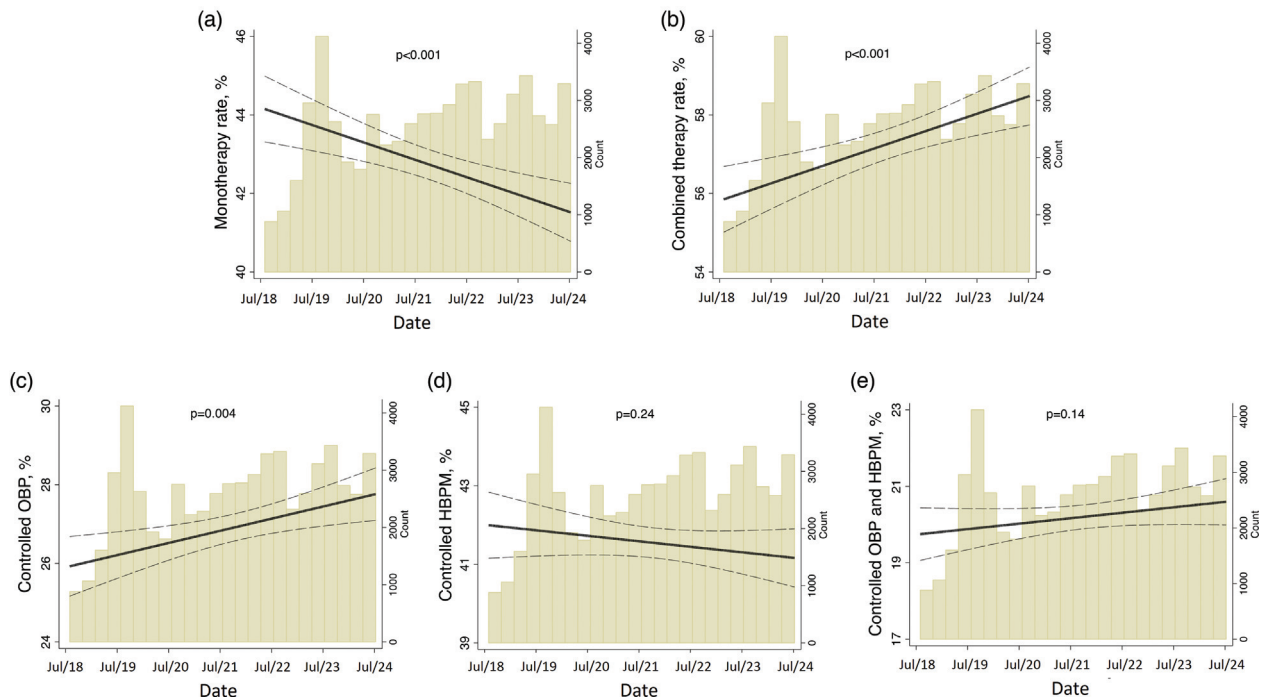 (a)
p<0.001
Monotherapy rate, %
46
44
42
40
4000
3000
2000
1000
0
Count
Jul/18 Jul/19 Jul/20 Jul/21 Jul/22 Jul/23 Jul/24
Date
(b)
p<0.001
Combined therapy rate, %
60
58
56
54
4000
3000
2000
1000
0
Count
Jul/18 Jul/19 Jul/20 Jul/21 Jul/22 Jul/23 Jul/24
Date
(c)
p=0.004
Controlled OBP, %
30
28
26
24
4000
3000
2000
1000
0
Count
Jul/18 Jul/19 Jul/20 Jul/21 Jul/22 Jul/23 Jul/24
Date
(d)
p=0.24
Controlled HBPM, %
45
43
41
39
4000
3000
2000
1000
0
Count
Jul/18 Jul/19 Jul/20 Jul/21 Jul/22 Jul/23 Jul/24
Date
(e)
p=0.14
Controlled OBP and HBPM, %
23
21
19
17
4000
3000
2000
1000
0
Count
Jul/18 Jul/19 Jul/20 Jul/21 Jul/22 Jul/23 Jul/24
Date